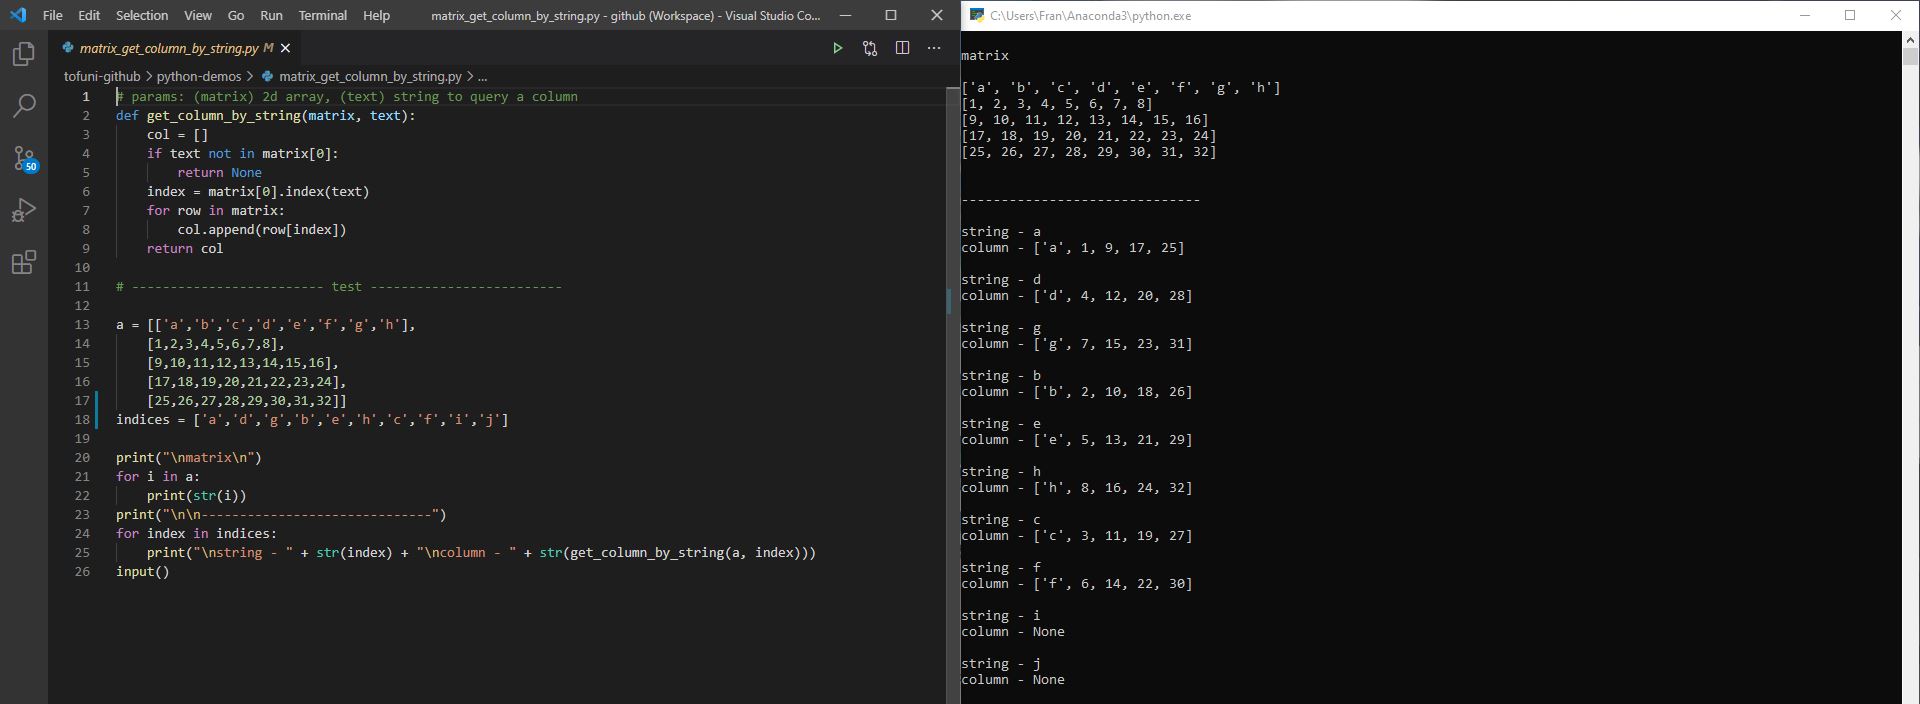 File Edit Selection View Go Run Terminal Help matrix_get_column_by_string.py - github (Workspace) - Visual Studio Co...
matrix_get_column_by_string.py M
tofuni-github > python-demos > matrix_get_column_by_string.py > ...
50
1 # params: (matrix) 2d array, (text) string to query a column
2 def get_column_by_string(matrix, text):
3     col = []
4     if text not in matrix[0]:
5         return None
6     index = matrix[0].index(text)
7     for row in matrix:
8         col.append(row[index])
9     return col
10
11 # ------------------------- test -------------------------
12
13 a = [['a','b','c','d','e','f','g','h'],
14     [1,2,3,4,5,6,7,8],
15     [9,10,11,12,13,14,15,16],
16     [17,18,19,20,21,22,23,24],
17     [25,26,27,28,29,30,31,32]]
18 indices = ['a','d','g','b','e','h','c','f','i','j']
19
20 print("\nmatrix\n")
21 for i in a:
22     print(str(i))
23 print("\n\n------------------------------")
24 for index in indices:
25     print("\nstring - " + str(index) + "\ncolumn - " + str(get_column_by_string(a, index)))
26 input()
C:\Users\Fran\Anaconda3\python.exe
matrix
['a', 'b', 'c', 'd', 'e', 'f', 'g', 'h']
[1, 2, 3, 4, 5, 6, 7, 8]
[9, 10, 11, 12, 13, 14, 15, 16]
[17, 18, 19, 20, 21, 22, 23, 24]
[25, 26, 27, 28, 29, 30, 31, 32]
------------------------------
string - a
column - ['a', 1, 9, 17, 25]
string - d
column - ['d', 4, 12, 20, 28]
string - g
column - ['g', 7, 15, 23, 31]
string - b
column - ['b', 2, 10, 18, 26]
string - e
column - ['e', 5, 13, 21, 29]
string - h
column - ['h', 8, 16, 24, 32]
string - c
column - ['c', 3, 11, 19, 27]
string - f
column - ['f', 6, 14, 22, 30]
string - i
column - None
string - j
column - None